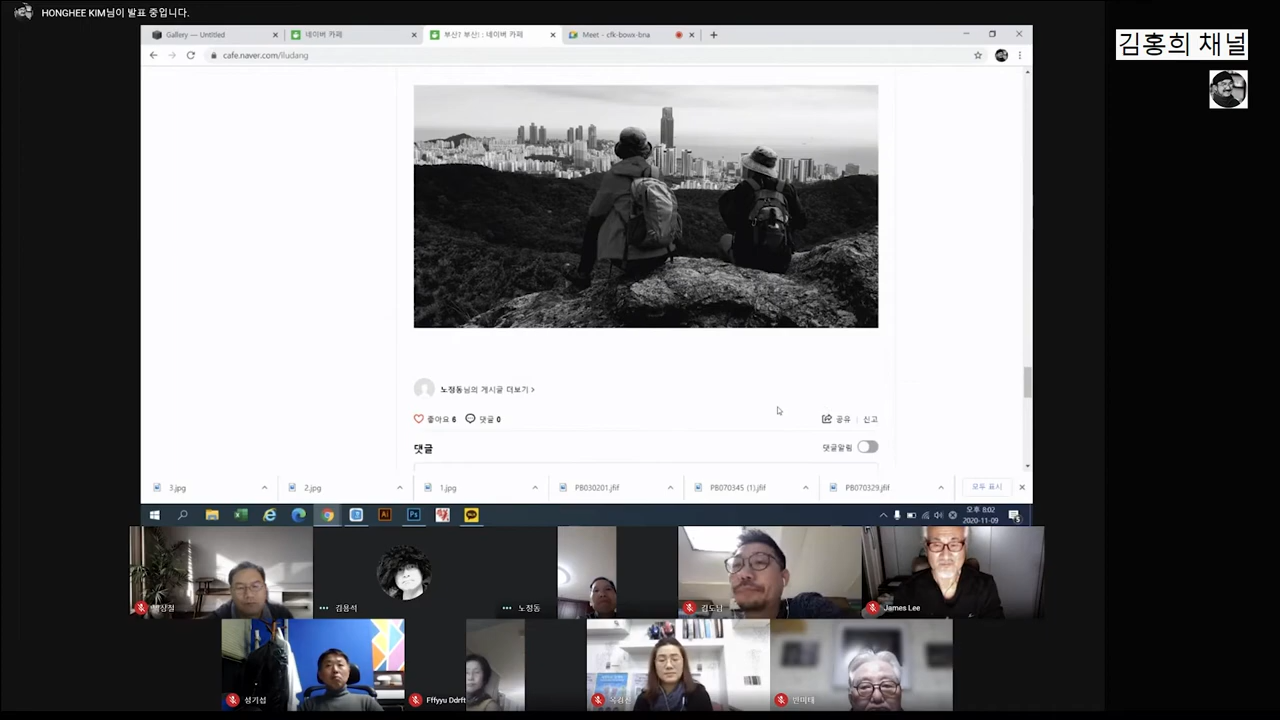 HONGHEE KIM님이 발표 중입니다.
김홍희 채널
Gallery — Untitled
네이버 카페
부산? 부산! : 네이버 카페
Meet - cfk-bows-bna
cafe.naver.com/iludang
노정동님의 게시글 더보기 >
좋아요 6 댓글 0
공유 신고
댓글
댓글알림
3.jpg
2.jpg
1.jpg
PB030201.jfif
PB070345 (1).jfif
PB070329.jfif
모두 표시
오후 8:02
2020-11-09
김용석
노정동
James Lee
성기섭
Fffyyu Ddrft